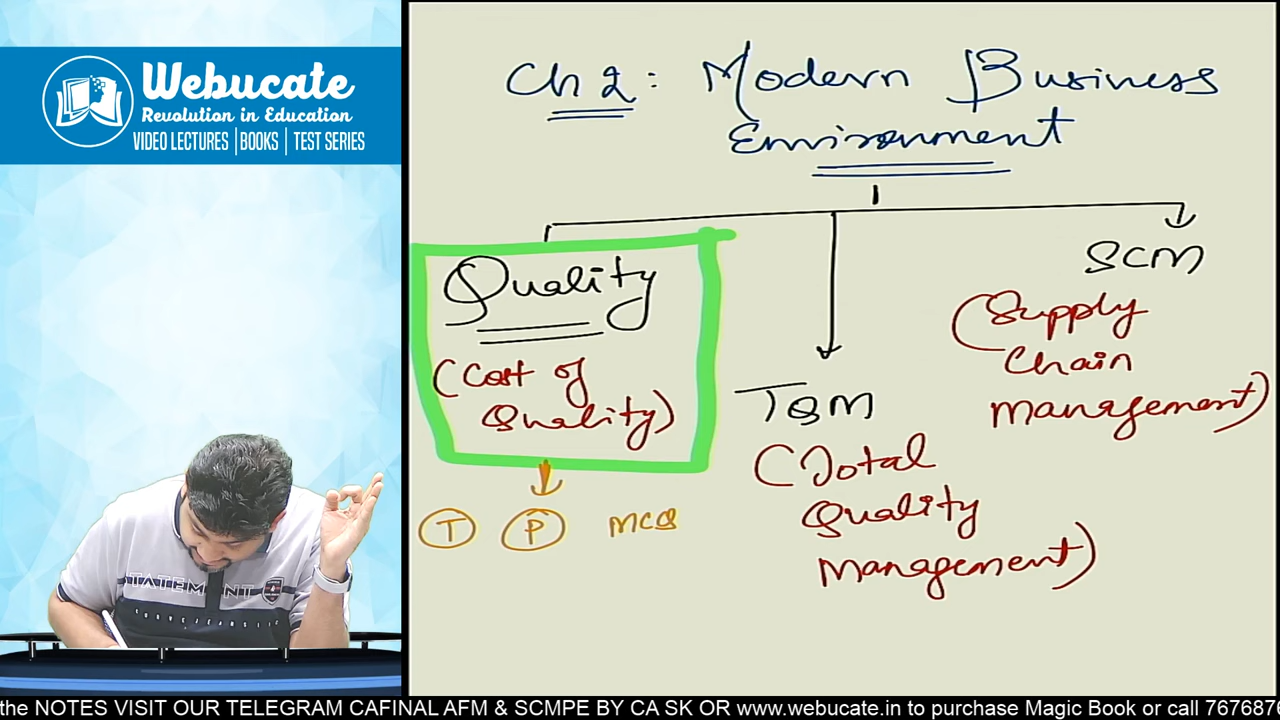 Webucate
Revolution in Education
VIDEO LECTURES | BOOKS | TEST SERIES
Ch 2: Modern Business
Environment
Quality
(Cost of
Quality)
T P MCQ
TQM
(Total
Quality
Management)
SCM
(Supply
Chain
Management)
TATEMENT
the NOTES VISIT OUR TELEGRAM CAFINAL AFM & SCMPE BY CA SK OR www.webucate.in to purchase Magic Book or call 767687